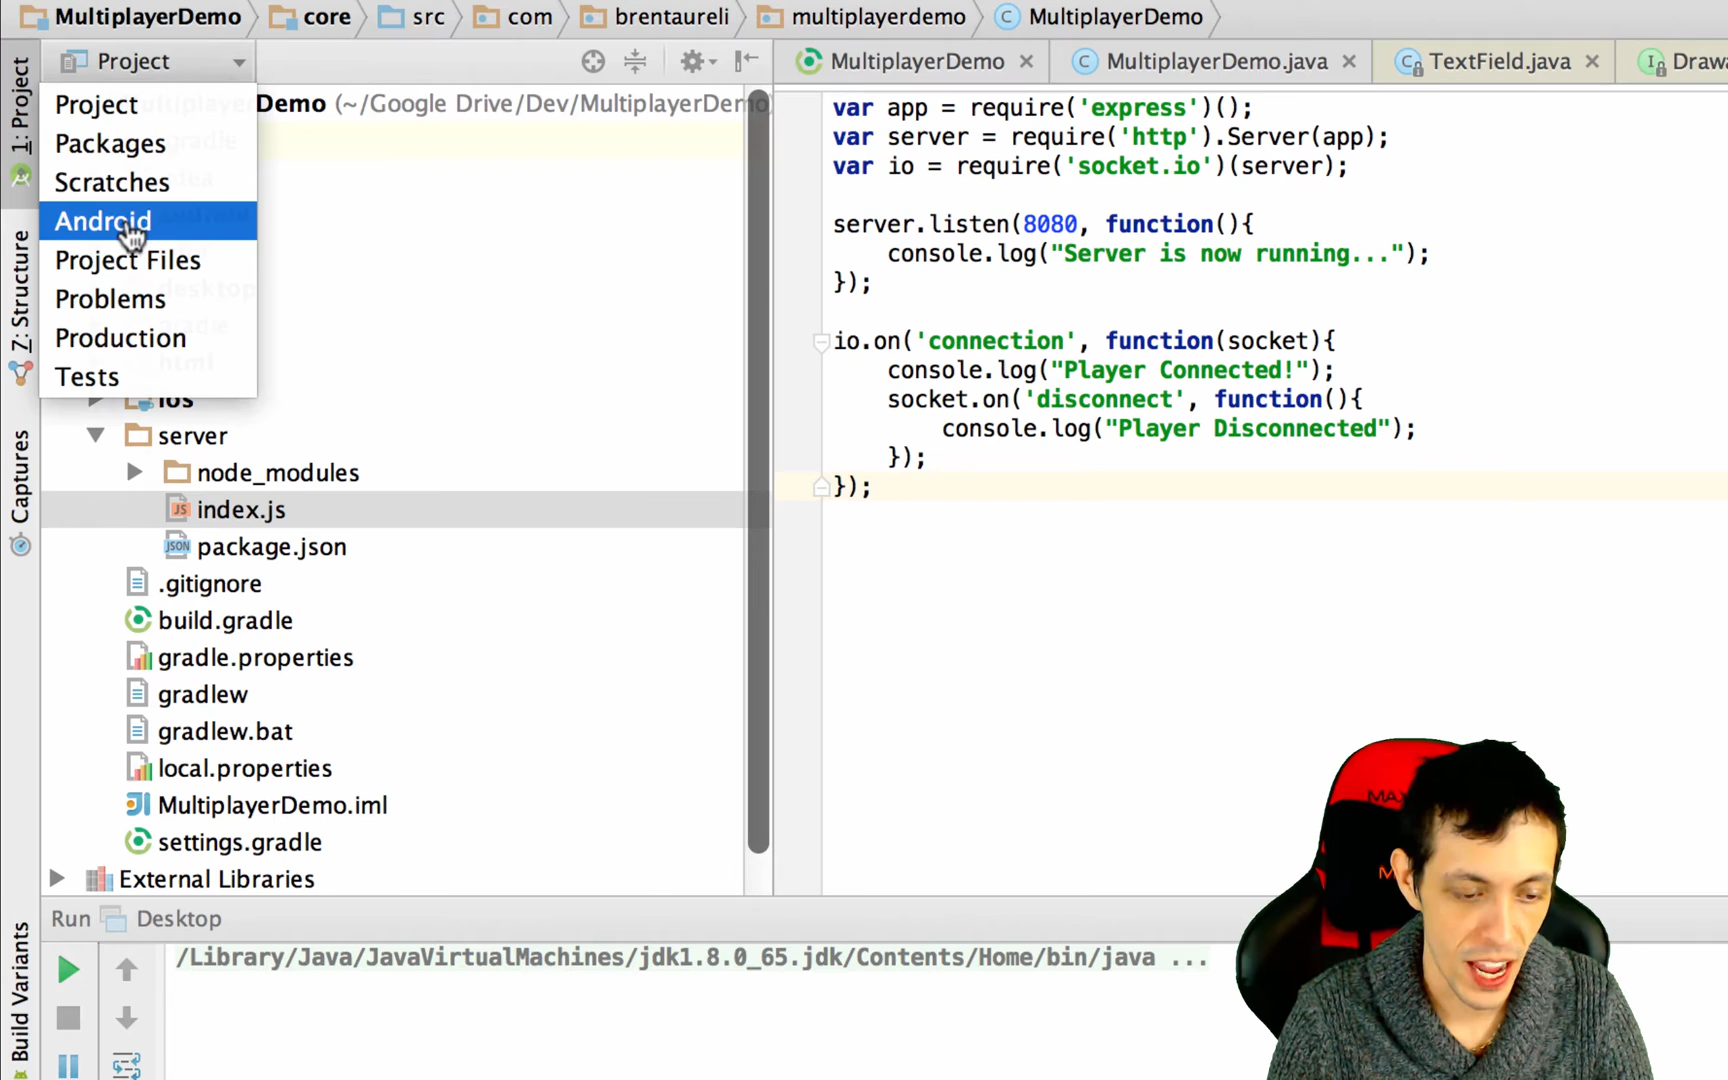 MultiplayerDemo core src com brentaureli multiplayerdemo MultiplayerDemo
1: Project
Z: Structure
Captures
Build Variants
Project
Project
Packages
Scratches
Android
Project Files
Problems
Production
Tests
Demo (~/Google Drive/Dev/MultiplayerDemo
desktop
html
ios
server
node_modules
index.js
package.json
.gitignore
build.gradle
gradle.properties
gradlew
gradlew.bat
local.properties
MultiplayerDemo.iml
settings.gradle
External Libraries
MultiplayerDemo MultiplayerDemo.java TextField.java Drawa
var app = require('express')();
var server = require('http').Server(app);
var io = require('socket.io')(server);
server.listen(8080, function(){
console.log("Server is now running...");
});
io.on('connection', function(socket){
console.log("Player Connected!");
socket.on('disconnect', function(){
console.log("Player Disconnected");
});
});
Run Desktop
/Library/Java/JavaVirtualMachines/jdk1.8.0_65.jdk/Contents/Home/bin/java ...